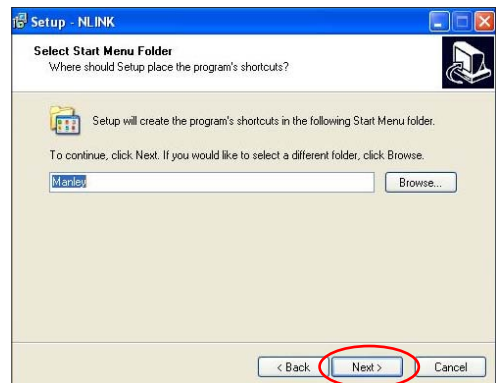 Setup - NLINK
Select Start Menu Folder
Where should Setup place the program's shortcuts?
Setup will create the program's shortcuts in the following Start Menu folder.
To continue, click Next. If you would like to select a different folder, click Browse.
Manley
Browse...
< Back
Next >
Cancel